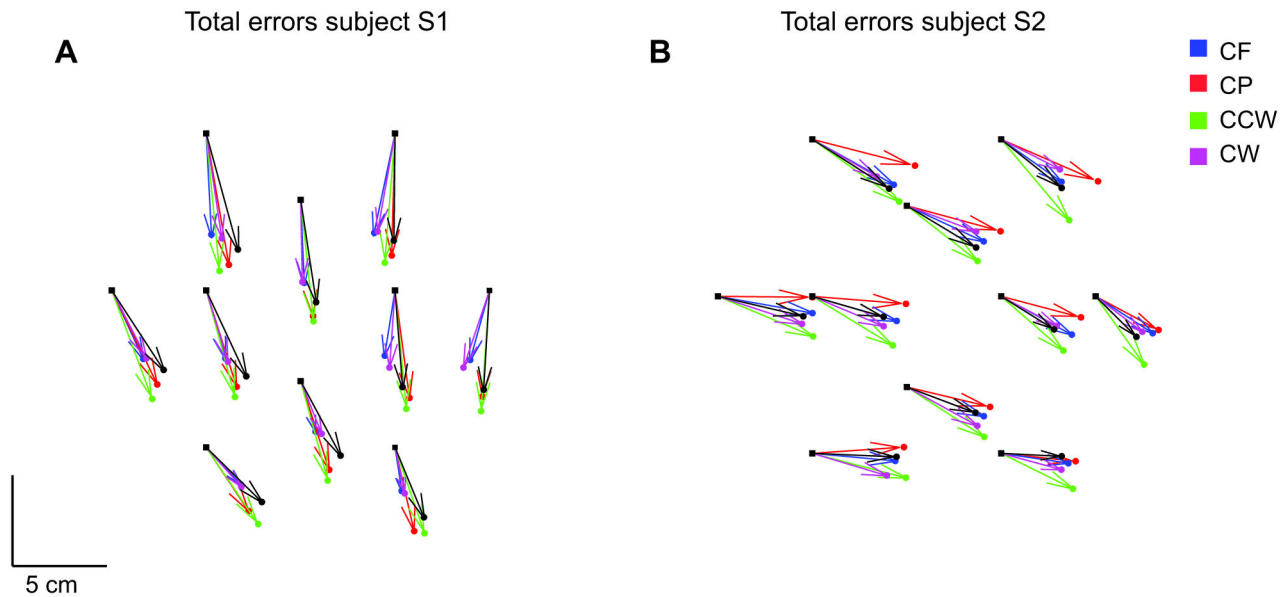 Total errors subject S1
Total errors subject S2
A
B
CF
CP
CCW
CW
5 cm